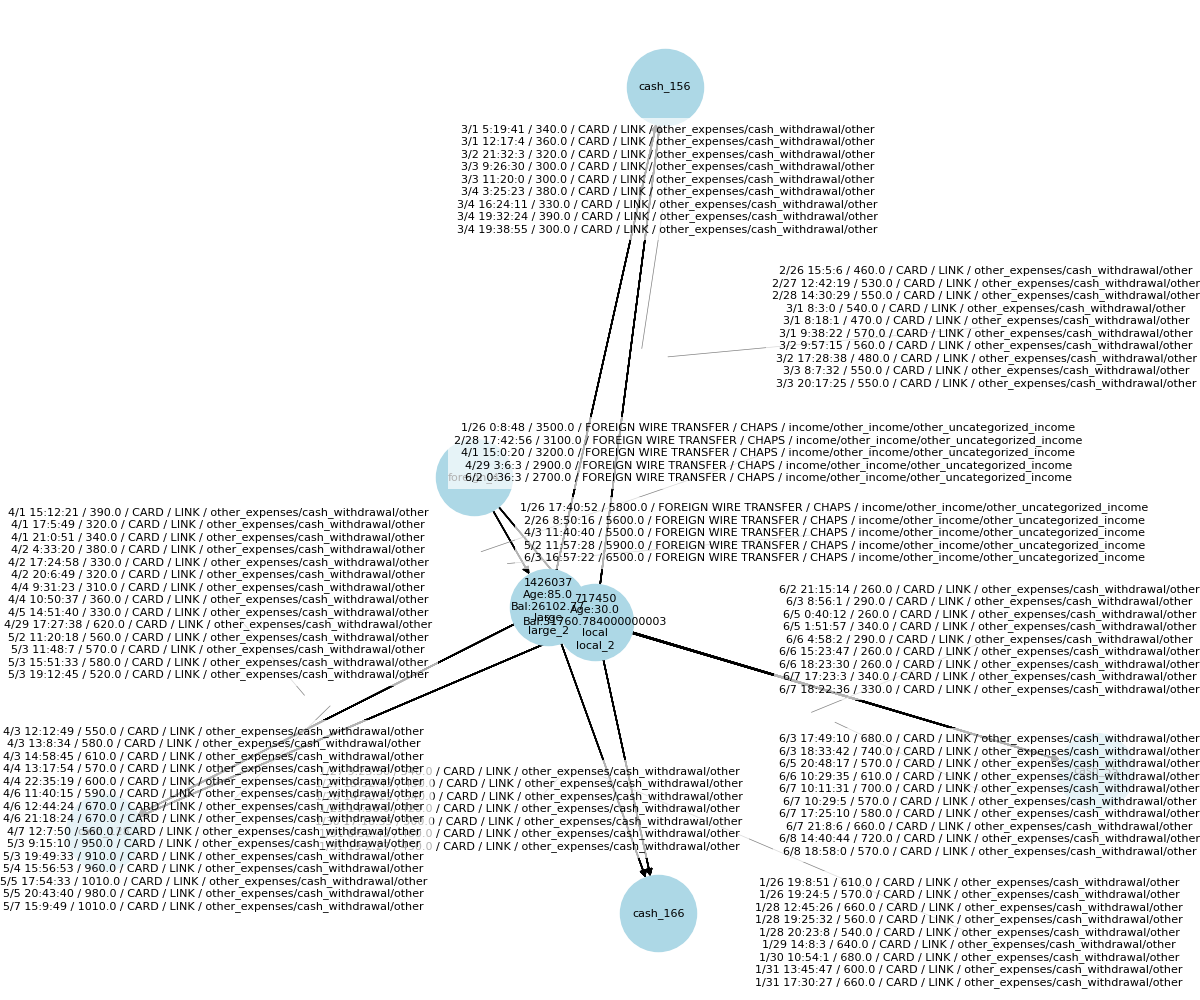 cash_156
3/1 5:19:41 / 340.0 / CARD / LINK / other_expenses/cash_withdrawal/other
3/1 12:17:4 / 360.0 / CARD / LINK / other_expenses/cash_withdrawal/other
3/2 21:32:3 / 320.0 / CARD / LINK / other_expenses/cash_withdrawal/other
3/3 9:26:30 / 300.0 / CARD / LINK / other_expenses/cash_withdrawal/other
3/3 11:20:0 / 300.0 / CARD / LINK / other_expenses/cash_withdrawal/other
3/4 3:25:23 / 380.0 / CARD / LINK / other_expenses/cash_withdrawal/other
3/4 16:24:11 / 330.0 / CARD / LINK / other_expenses/cash_withdrawal/other
3/4 19:32:24 / 390.0 / CARD / LINK / other_expenses/cash_withdrawal/other
3/4 19:38:55 / 300.0 / CARD / LINK / other_expenses/cash_withdrawal/other
2/26 15:5:6 / 460.0 / CARD / LINK / other_expenses/cash_withdrawal/other
2/27 12:42:19 / 530.0 / CARD / LINK / other_expenses/cash_withdrawal/other
2/28 14:30:29 / 550.0 / CARD / LINK / other_expenses/cash_withdrawal/other
3/1 8:3:0 / 540.0 / CARD / LINK / other_expenses/cash_withdrawal/other
3/1 8:18:1 / 470.0 / CARD / LINK / other_expenses/cash_withdrawal/other
3/1 9:38:22 / 570.0 / CARD / LINK / other_expenses/cash_withdrawal/other
3/2 9:57:15 / 560.0 / CARD / LINK / other_expenses/cash_withdrawal/other
3/2 17:28:38 / 480.0 / CARD / LINK / other_expenses/cash_withdrawal/other
3/3 8:7:32 / 550.0 / CARD / LINK / other_expenses/cash_withdrawal/other
3/3 20:17:25 / 550.0 / CARD / LINK / other_expenses/cash_withdrawal/other
1/26 0:8:48 / 3500.0 / FOREIGN WIRE TRANSFER / CHAPS / income/other_income/other_uncategorized_income
2/28 17:42:56 / 3100.0 / FOREIGN WIRE TRANSFER / CHAPS / income/other_income/other_uncategorized_income
4/1 15:0:20 / 3200.0 / FOREIGN WIRE TRANSFER / CHAPS / income/other_income/other_uncategorized_income
4/29 3:6:3 / 2900.0 / FOREIGN WIRE TRANSFER / CHAPS / income/other_income/other_uncategorized_income
6/2 0:36:3 / 2700.0 / FOREIGN WIRE TRANSFER / CHAPS / income/other_income/other_uncategorized_income
1/26 17:40:52 / 5800.0 / FOREIGN WIRE TRANSFER / CHAPS / income/other_income/other_uncategorized_income
2/26 8:50:16 / 5600.0 / FOREIGN WIRE TRANSFER / CHAPS / income/other_income/other_uncategorized_income
4/3 11:40:40 / 5500.0 / FOREIGN WIRE TRANSFER / CHAPS / income/other_income/other_uncategorized_income
5/2 11:57:28 / 5900.0 / FOREIGN WIRE TRANSFER / CHAPS / income/other_income/other_uncategorized_income
6/3 16:57:22 / 6500.0 / FOREIGN WIRE TRANSFER / CHAPS / income/other_income/other_uncategorized_income
4/1 15:12:21 / 390.0 / CARD / LINK / other_expenses/cash_withdrawal/other
4/1 17:5:49 / 320.0 / CARD / LINK / other_expenses/cash_withdrawal/other
4/1 21:0:51 / 340.0 / CARD / LINK / other_expenses/cash_withdrawal/other
4/2 4:33:20 / 380.0 / CARD / LINK / other_expenses/cash_withdrawal/other
4/2 17:24:58 / 330.0 / CARD / LINK / other_expenses/cash_withdrawal/other
4/2 20:6:49 / 320.0 / CARD / LINK / other_expenses/cash_withdrawal/other
4/4 9:31:23 / 310.0 / CARD / LINK / other_expenses/cash_withdrawal/other
4/4 10:50:37 / 360.0 / CARD / LINK / other_expenses/cash_withdrawal/other
4/5 14:51:40 / 330.0 / CARD / LINK / other_expenses/cash_withdrawal/other
4/29 17:27:38 / 620.0 / CARD / LINK / other_expenses/cash_withdrawal/other
5/2 11:20:18 / 560.0 / CARD / LINK / other_expenses/cash_withdrawal/other
5/3 11:48:7 / 570.0 / CARD / LINK / other_expenses/cash_withdrawal/other
5/3 15:51:33 / 580.0 / CARD / LINK / other_expenses/cash_withdrawal/other
5/3 19:12:45 / 520.0 / CARD / LINK / other_expenses/cash_withdrawal/other
1426037
Age:85.0
large
large_2
717450
Age:30.0
Bal:31760.784000000003
local
local_2
6/2 21:15:14 / 260.0 / CARD / LINK / other_expenses/cash_withdrawal/other
6/3 8:56:1 / 290.0 / CARD / LINK / other_expenses/cash_withdrawal/other
6/5 0:40:12 / 260.0 / CARD / LINK / other_expenses/cash_withdrawal/other
6/5 1:51:57 / 340.0 / CARD / LINK / other_expenses/cash_withdrawal/other
6/6 4:58:2 / 290.0 / CARD / LINK / other_expenses/cash_withdrawal/other
6/6 15:23:47 / 260.0 / CARD / LINK / other_expenses/cash_withdrawal/other
6/6 18:23:30 / 260.0 / CARD / LINK / other_expenses/cash_withdrawal/other
6/7 17:23:3 / 340.0 / CARD / LINK / other_expenses/cash_withdrawal/other
6/7 18:22:36 / 330.0 / CARD / LINK / other_expenses/cash_withdrawal/other
4/3 12:12:49 / 550.0 / CARD / LINK / other_expenses/cash_withdrawal/other
4/3 13:8:34 / 580.0 / CARD / LINK / other_expenses/cash_withdrawal/other
4/3 14:58:45 / 610.0 / CARD / LINK / other_expenses/cash_withdrawal/other
4/4 13:17:54 / 570.0 / CARD / LINK / other_expenses/cash_withdrawal/other
4/4 22:35:19 / 600.0 / CARD / LINK / other_expenses/cash_withdrawal/other
4/6 11:40:15 / 590.0 / CARD / LINK / other_expenses/cash_withdrawal/other
4/6 12:44:24 / 670.0 / CARD / LINK / other_expenses/cash_withdrawal/other
4/6 21:18:24 / 670.0 / CARD / LINK / other_expenses/cash_withdrawal/other
4/7 12:7:50 / 560.0 / CARD / LINK / other_expenses/cash_withdrawal/other
5/3 9:15:10 / 950.0 / CARD / LINK / other_expenses/cash_withdrawal/other
5/3 19:49:33 / 910.0 / CARD / LINK / other_expenses/cash_withdrawal/other
5/4 15:56:53 / 960.0 / CARD / LINK / other_expenses/cash_withdrawal/other
5/5 17:54:33 / 1010.0 / CARD / LINK / other_expenses/cash_withdrawal/other
5/5 20:43:40 / 980.0 / CARD / LINK / other_expenses/cash_withdrawal/other
5/7 15:9:49 / 1010.0 / CARD / LINK / other_expenses/cash_withdrawal/other
/ CARD / LINK / other_expenses/cash_withdrawal/other
/ CARD / LINK / other_expenses/cash_withdrawal/other
/ CARD / LINK / other_expenses/cash_withdrawal/other
/ CARD / LINK / other_expenses/cash_withdrawal/other
/ CARD / LINK / other_expenses/cash_withdrawal/other
/ CARD / LINK / other_expenses/cash_withdrawal/other
/ CARD / LINK / other_expenses/cash_withdrawal/other
6/3 17:49:10 / 680.0 / CARD / LINK / other_expenses/cash_withdrawal/other
6/3 18:33:42 / 740.0 / CARD / LINK / other_expenses/cash_withdrawal/other
6/5 20:48:17 / 570.0 / CARD / LINK / other_expenses/cash_withdrawal/other
6/6 10:29:35 / 610.0 / CARD / LINK / other_expenses/cash_withdrawal/other
6/7 10:11:31 / 700.0 / CARD / LINK / other_expenses/cash_withdrawal/other
6/7 10:29:5 / 570.0 / CARD / LINK / other_expenses/cash_withdrawal/other
6/7 17:25:10 / 580.0 / CARD / LINK / other_expenses/cash_withdrawal/other
6/7 21:8:6 / 660.0 / CARD / LINK / other_expenses/cash_withdrawal/other
6/8 14:40:44 / 720.0 / CARD / LINK / other_expenses/cash_withdrawal/other
6/8 18:58:0 / 570.0 / CARD / LINK / other_expenses/cash_withdrawal/other
cash_166
1/26 19:8:51 / 610.0 / CARD / LINK / other_expenses/cash_withdrawal/other
1/26 19:24:5 / 570.0 / CARD / LINK / other_expenses/cash_withdrawal/other
1/28 12:45:26 / 660.0 / CARD / LINK / other_expenses/cash_withdrawal/other
1/28 19:25:32 / 560.0 / CARD / LINK / other_expenses/cash_withdrawal/other
1/28 20:23:8 / 540.0 / CARD / LINK / other_expenses/cash_withdrawal/other
1/29 14:8:3 / 640.0 / CARD / LINK / other_expenses/cash_withdrawal/other
1/30 10:54:1 / 680.0 / CARD / LINK / other_expenses/cash_withdrawal/other
1/31 13:45:47 / 600.0 / CARD / LINK / other_expenses/cash_withdrawal/other
1/31 17:30:27 / 660.0 / CARD / LINK / other_expenses/cash_withdrawal/other